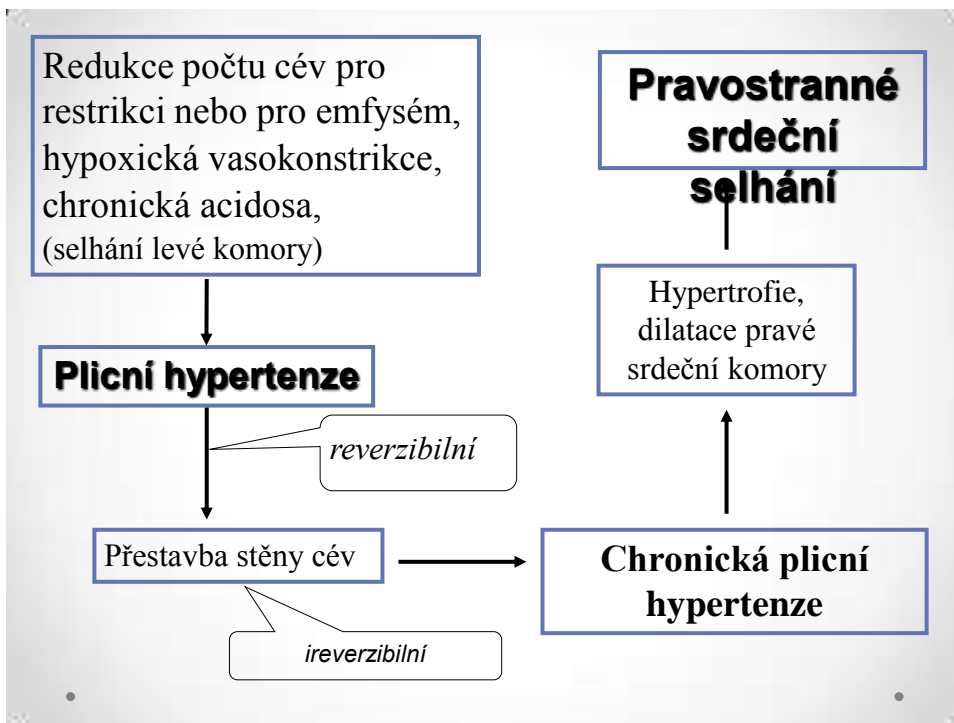 Redukce počtu cév pro
restrikci nebo pro emfysém,
hypoxická vasokonstrikce,
chronická acidosa,
(selhání levé komory)
Plicní hypertenze
reverzibilní
Přestavba stěny cév
ireverzibilní
Chronická plicní
hypertenze
Hypertrofie,
dilatace pravé
srdeční komory
Pravostranné
srdeční
selhání